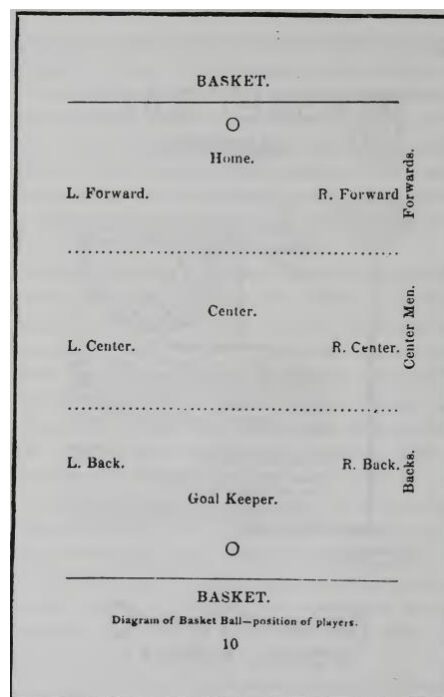 BASKET.
Home.
L. Forward. R. Forward
Forwards.
Center.
L. Center. R. Center.
Center Men.
L. Back. R. Back.
Backs.
Goal Keeper.
BASKET.
Diagram of Basket Ball—position of players.
10